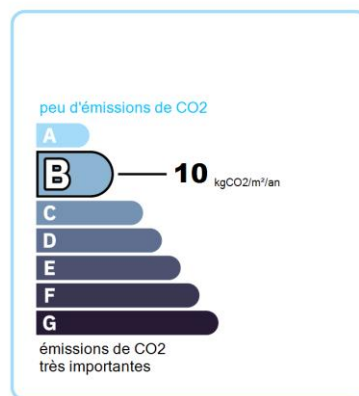 peu d'émissions de CO2
A
B 10 kgCO2/m²/an
C
D
E
F
G
émissions de CO2
très importantes